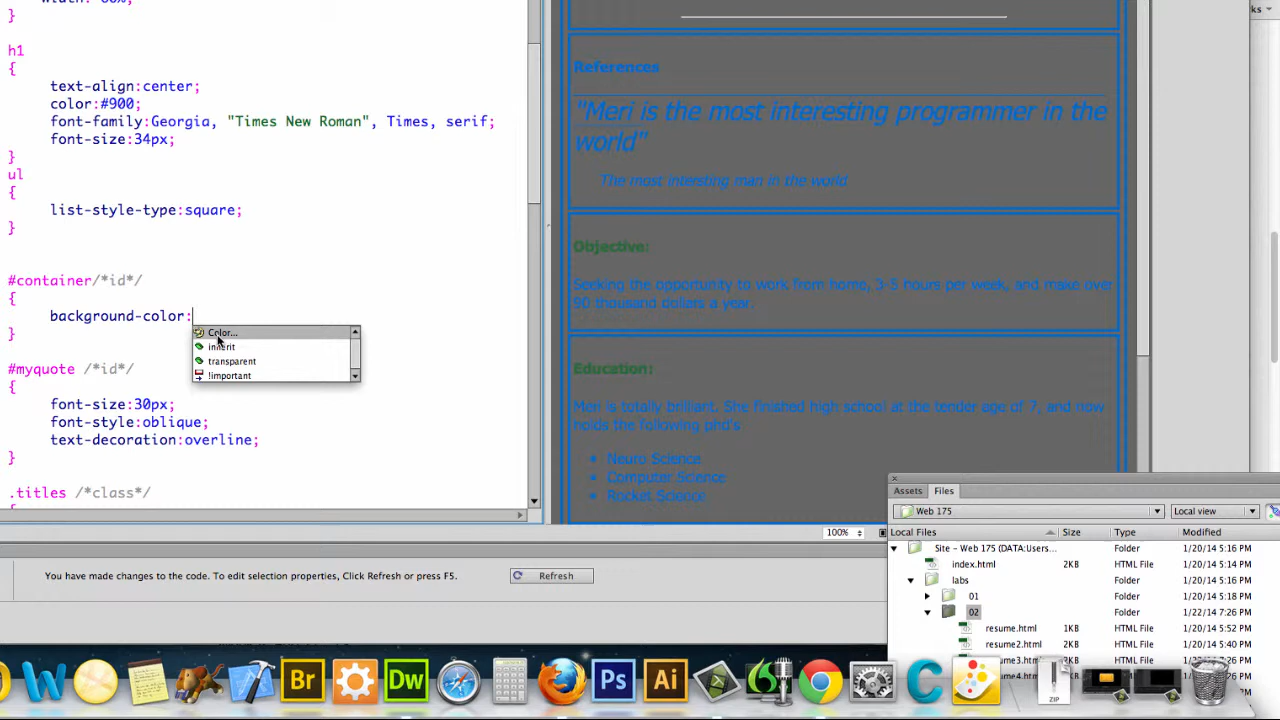 }
h1
{
text-align:center;
color:#900;
font-family:Georgia, "Times New Roman", Times, serif;
font-size:34px;
}
ul
{
list-style-type:square;
}
#container/*id*/
{
background-color:
}
Color...
inherit
transparent
!important
#myquote /*id*/
{
font-size:30px;
font-style:oblique;
text-decoration:overline;
}
.titles /*class*/
References
"Meri is the most interesting programmer in the
world"
The most intersting man in the world
Objective:
Seeking the opportunity to work from home, 3-5 hours per week, and make over
90 thousand dollars a year.
Education:
Meri is totally brilliant. She finished high school at the tender age of 7, and now
holds the following phd's
Neuro Science
Computer Science
Rocket Science
100%
You have made changes to the code. To edit selection properties, Click Refresh or press F5.
Refresh
Assets Files
Web 175 Local view
Local Files Size Type Modified
Site - Web 175 (DATA:Users... Folder 1/20/14 5:16 PM
index.html 2KB HTML File 1/20/14 5:14 PM
labs Folder 1/20/14 5:16 PM
01 Folder 1/20/14 5:18 PM
02 Folder 1/22/14 7:26 PM
resume.html 1KB HTML File 1/20/14 5:52 PM
resume2.html 2KB HTML File 1/20/14 5:40 PM
Br Dw Ps Ai
ZIP